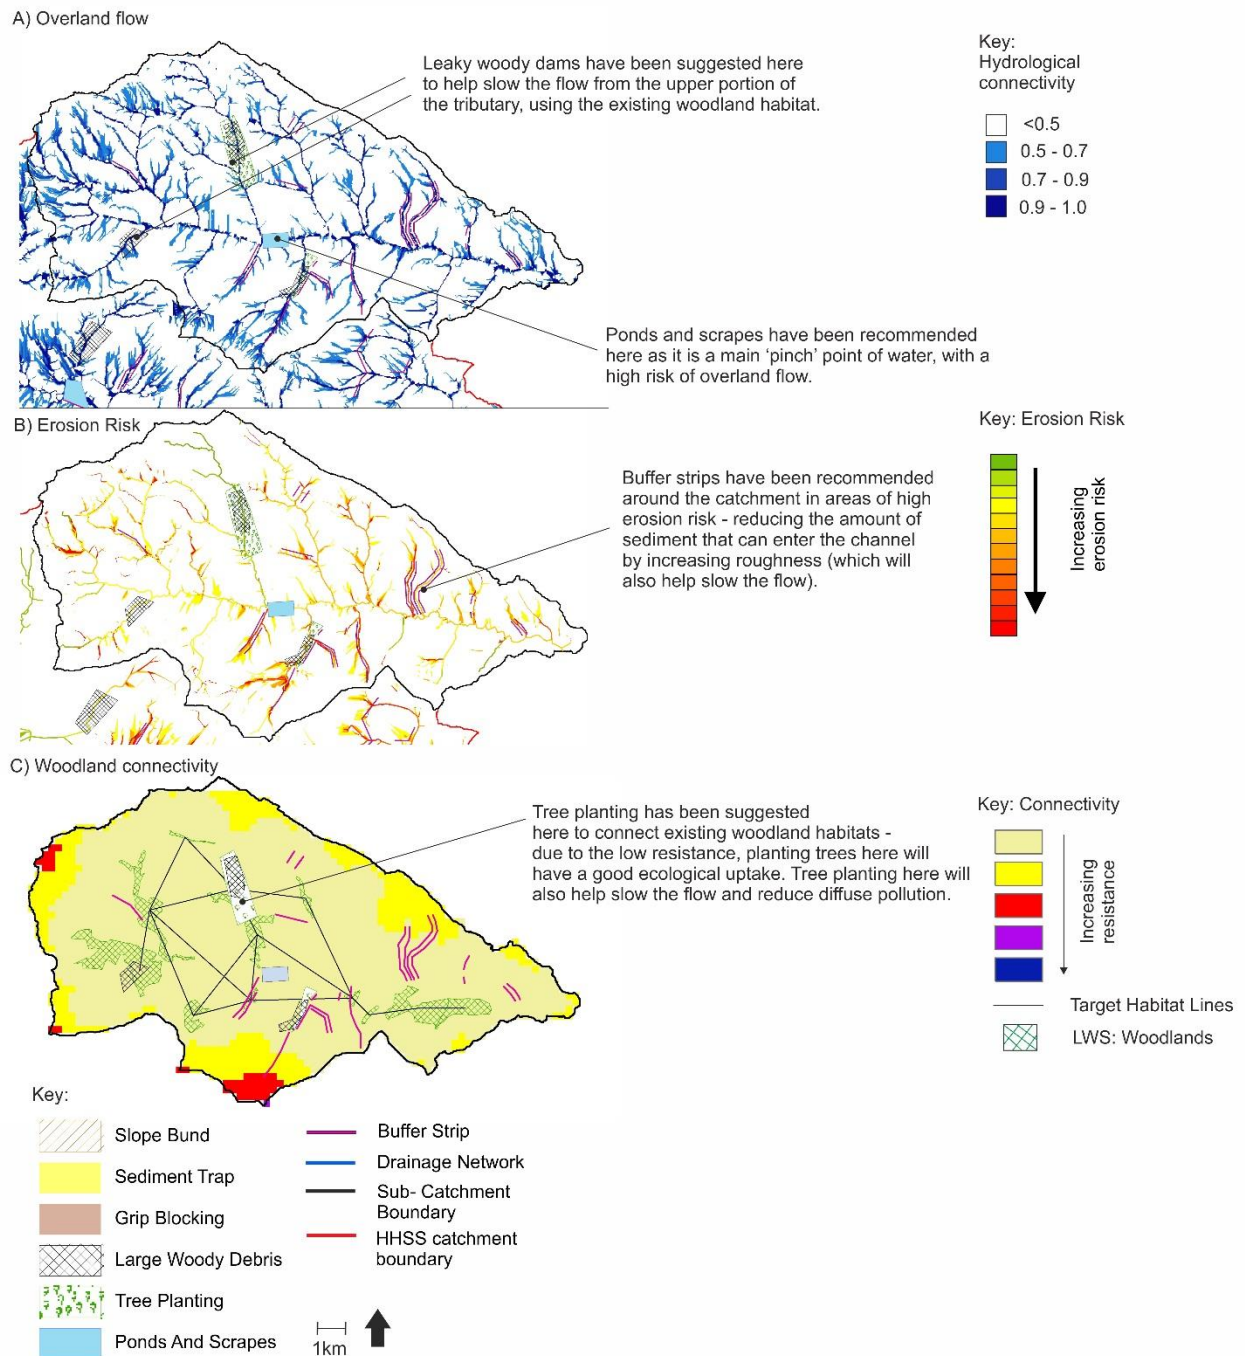 A) Overland flow
Leaky woody dams have been suggested here
to help slow the flow from the upper portion of
the tributary, using the existing woodland habitat.
Key:
Hydrological
connectivity
<0.5
0.5 - 0.7
0.7 - 0.9
0.9 - 1.0
Ponds and scrapes have been recommended
here as it is a main ‘pinch’ point of water, with a
high risk of overland flow.
B) Erosion Risk
Key: Erosion Risk
Buffer strips have been recommended
around the catchment in areas of high
erosion risk - reducing the amount of
sediment that can enter the channel
by increasing roughness (which will
also help slow the flow).
Increasing
erosion risk
C) Woodland connectivity
Tree planting has been suggested
here to connect existing woodland habitats -
due to the low resistance, planting trees here will
have a good ecological uptake. Tree planting here will
also help slow the flow and reduce diffuse pollution.
Key: Connectivity
Increasing
resistance
Target Habitat Lines
LWS: Woodlands
Key:
Slope Bund
Sediment Trap
Grip Blocking
Large Woody Debris
Tree Planting
Ponds And Scrapes
Buffer Strip
Drainage Network
Sub- Catchment
Boundary
HHSS catchment
boundary
1km